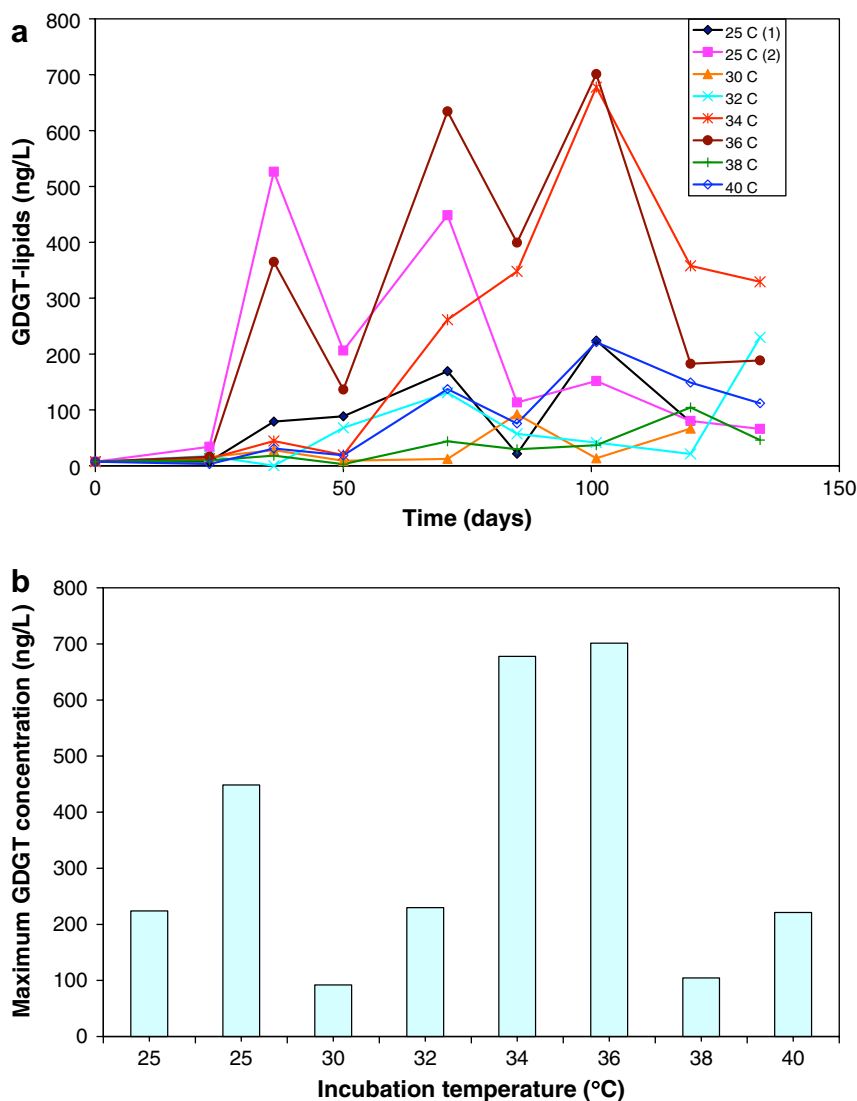 a
800
700
600
500
400
300
200
100
0
GDGT-lipids (ng/L)
0
50
100
150
Time (days)
25 C (1)
25 C (2)
30 C
32 C
34 C
36 C
38 C
40 C
b
800
700
600
500
400
300
200
100
0
Maximum GDGT concentration (ng/L)
25
25
30
32
34
36
38
40
Incubation temperature (°C)